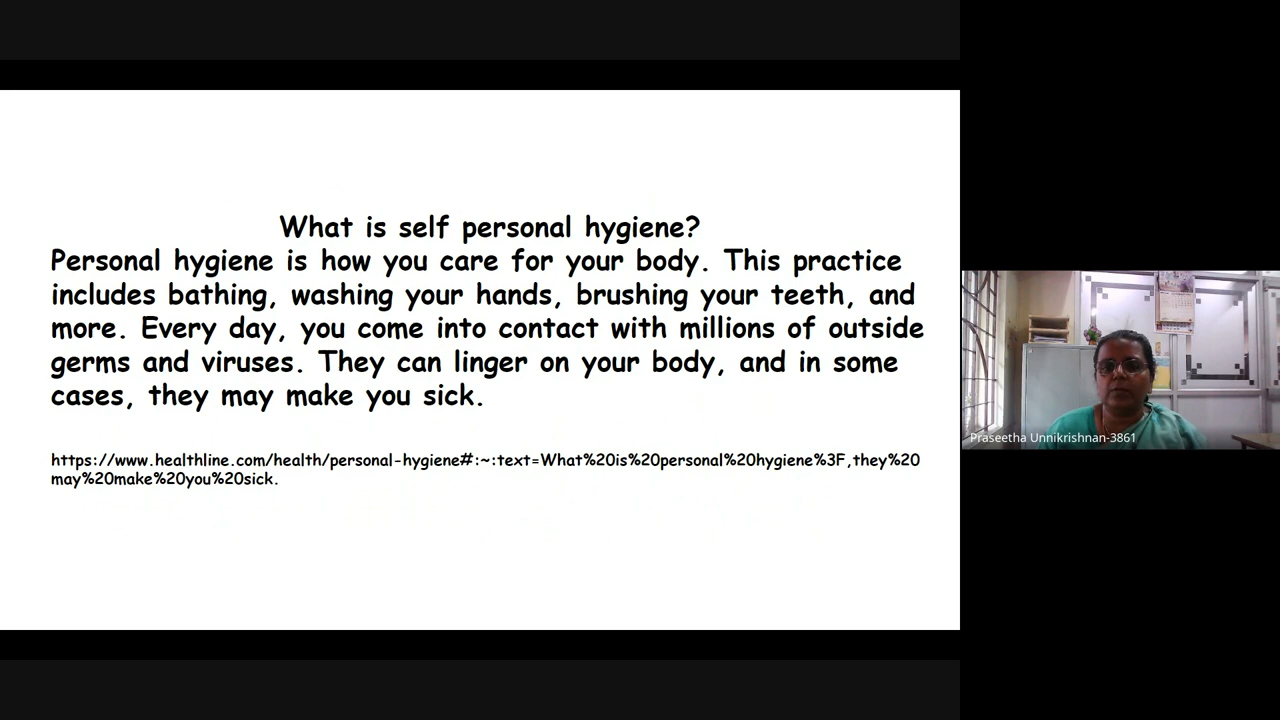 What is self personal hygiene?
Personal hygiene is how you care for your body. This practice
includes bathing, washing your hands, brushing your teeth, and
more. Every day, you come into contact with millions of outside
germs and viruses. They can linger on your body, and in some
cases, they may make you sick.
https://www.healthline.com/health/personal-hygiene#:~:text=What%20is%20personal%20hygiene%3F,they%20
may%20make%20you%20sick.
Praseetha Unnikrishnan-3861